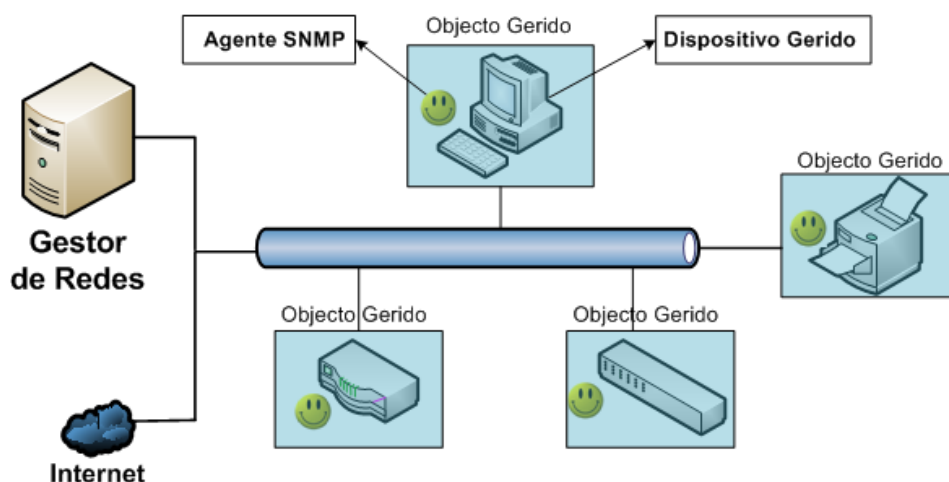 Objecto Gerido
Agente SNMP
Dispositivo Gerido
Objecto Gerido
Gestor
de Redes
Objecto Gerido
Objecto Gerido
Internet